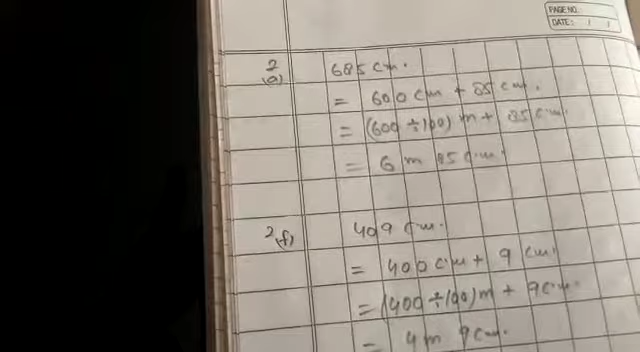 PAGE NO.
DATE: / /
2
(a) 685 cm.
= 600 cm + 85 cm.
= (600 ÷ 100) m + 85 cm.
= 6 m 85 cm.
2(f) 409 cm.
= 400 cm + 9 cm.
= (400 ÷ 100) m + 9 cm.
= 4 m 9 cm.